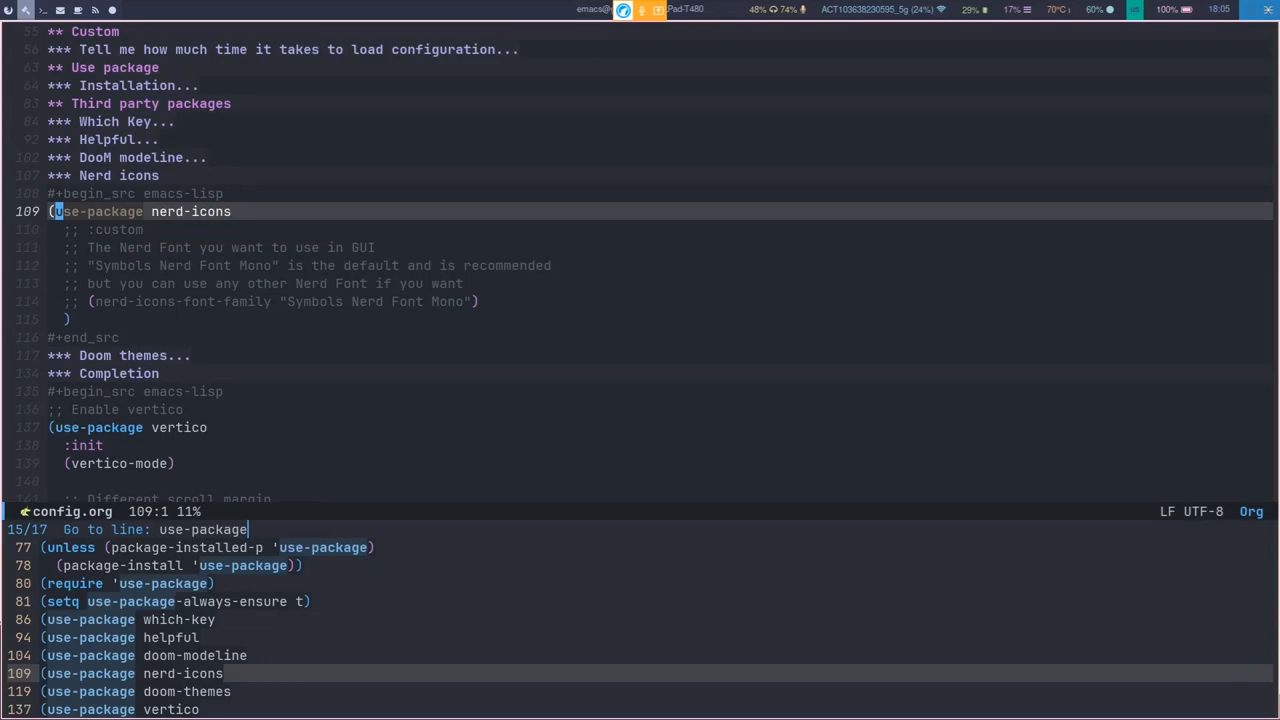 emacs@ Pad-T480 48% 74% ACT103638230595_5g (24%) 29% 17% 70°C 60% 100% 18:05
55 ** Custom
56 *** Tell me how much time it takes to load configuration...
63 ** Use package
64 *** Installation...
83 ** Third party packages
84 *** Which Key...
92 *** Helpful...
102 *** DooM modeline...
107 *** Nerd icons
108 #+begin_src emacs-lisp
109 (use-package nerd-icons
110 ;; :custom
111 ;; The Nerd Font you want to use in GUI
112 ;; "Symbols Nerd Font Mono" is the default and is recommended
113 ;; but you can use any other Nerd Font if you want
114 ;; (nerd-icons-font-family "Symbols Nerd Font Mono")
115 )
116 #+end_src
117 *** Doom themes...
134 *** Completion
135 #+begin_src emacs-lisp
136 ;; Enable vertico
137 (use-package vertico
138 :init
139 (vertico-mode)
140
141 ;; Different scroll margin
config.org 109:1 11% LF UTF-8 Org
15/17 Go to line: use-package
77 (unless (package-installed-p 'use-package)
78 (package-install 'use-package))
80 (require 'use-package)
81 (setq use-package-always-ensure t)
86 (use-package which-key
94 (use-package helpful
104 (use-package doom-modeline
109 (use-package nerd-icons
119 (use-package doom-themes
137 (use-package vertico